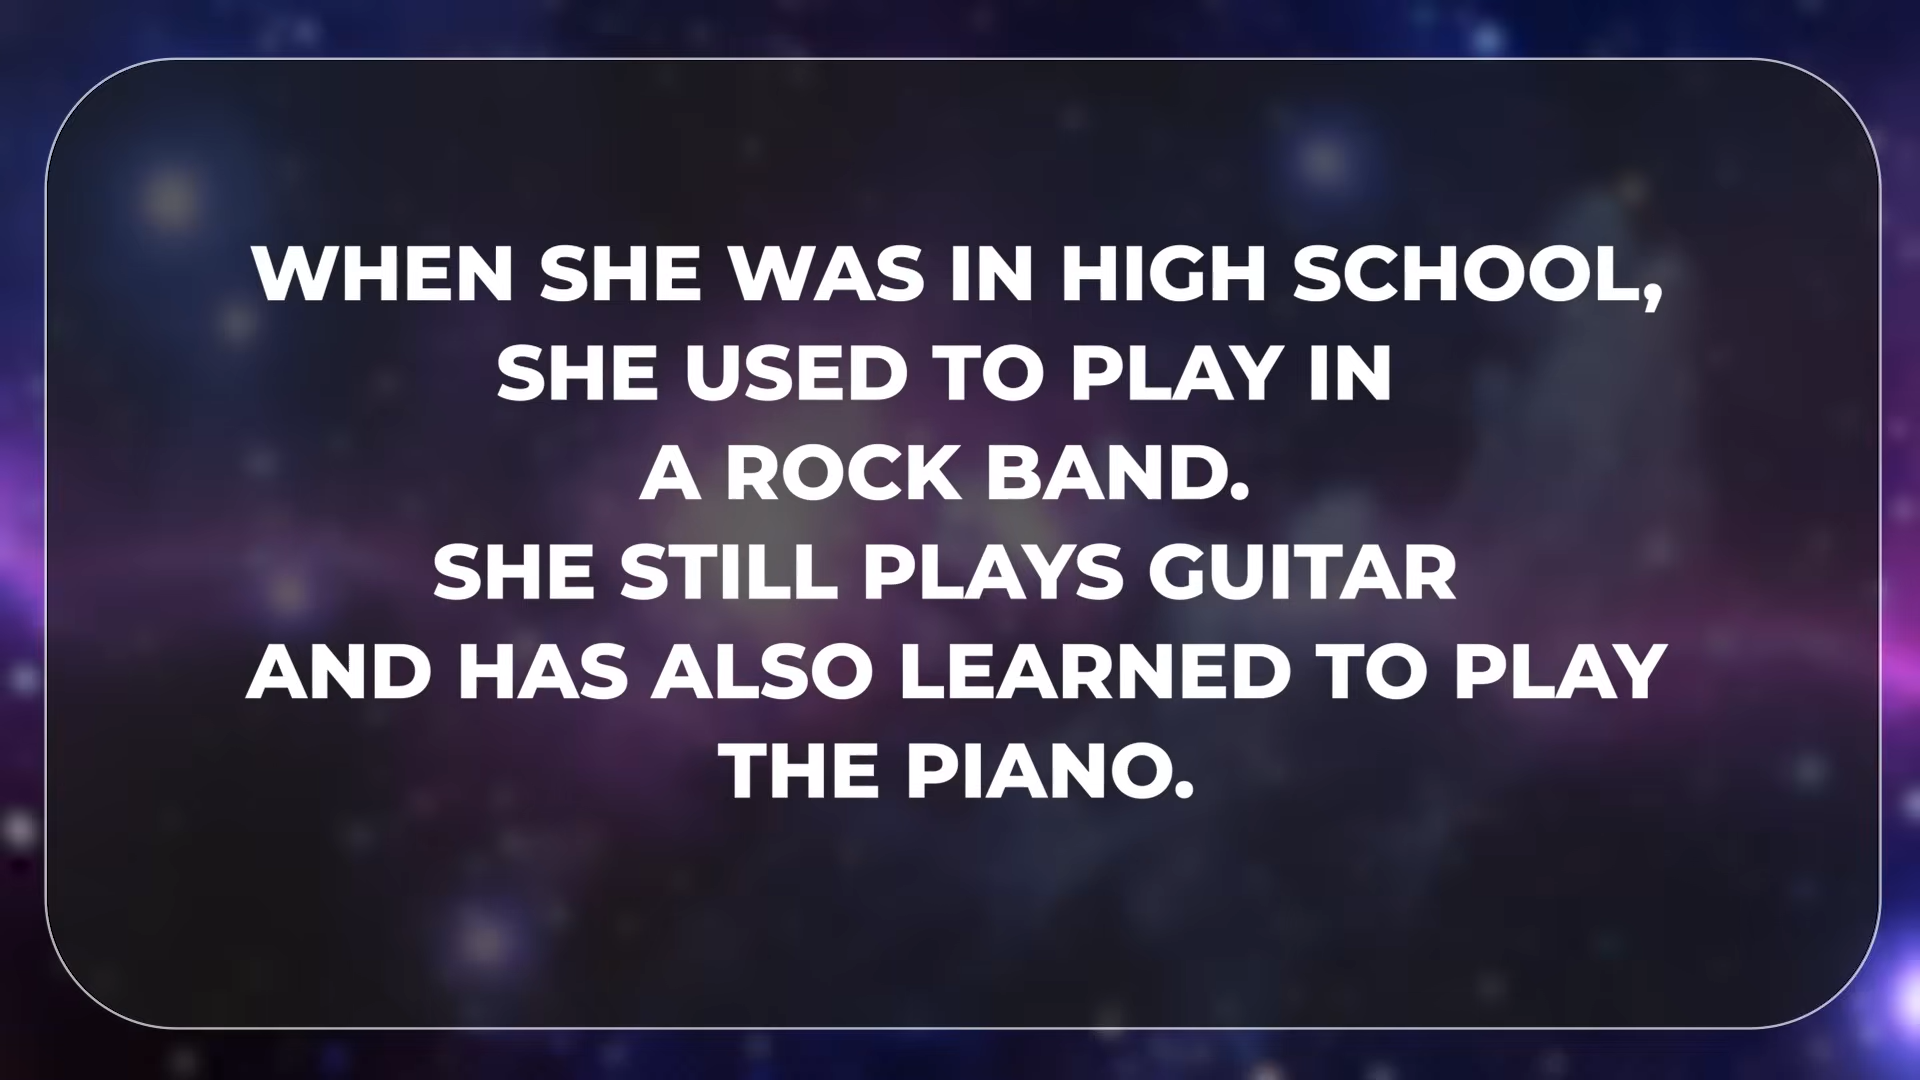 WHEN SHE WAS IN HIGH SCHOOL,
SHE USED TO PLAY IN
A ROCK BAND.
SHE STILL PLAYS GUITAR
AND HAS ALSO LEARNED TO PLAY
THE PIANO.